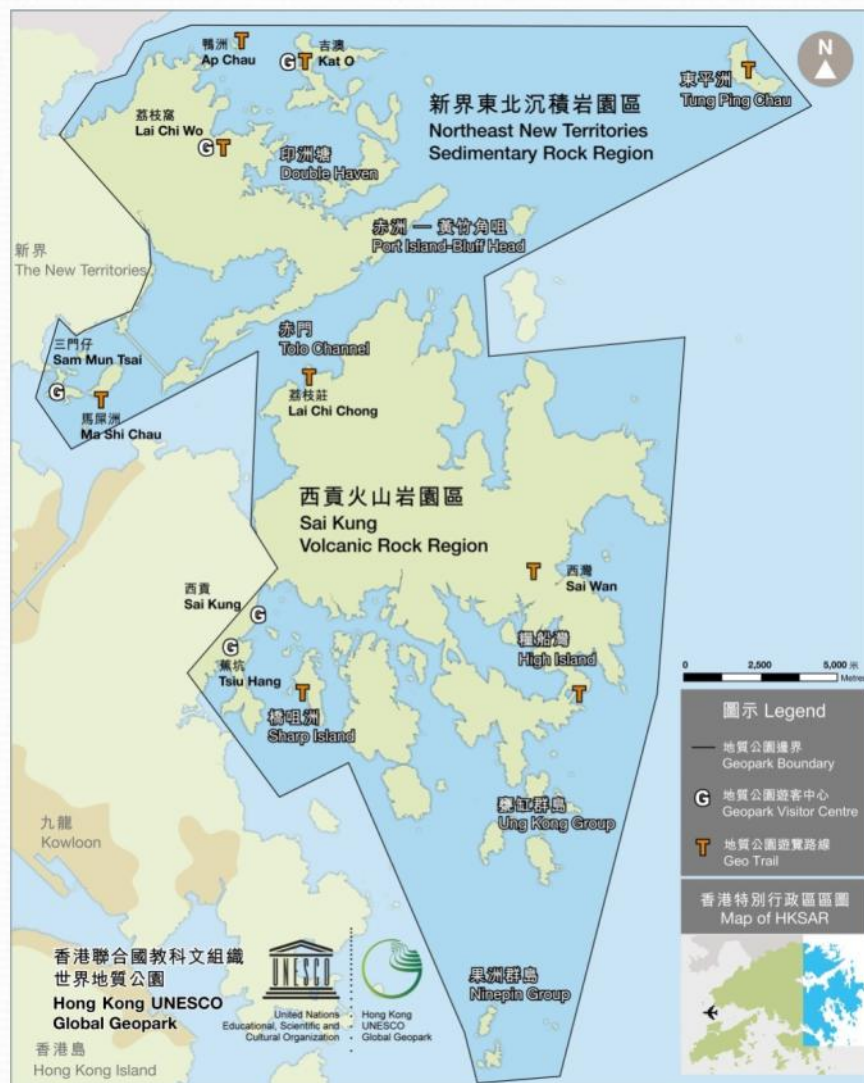 鴨洲
Ap Chau
吉澳
Kat O
G
T
T
T
N
東平洲
Tung Ping Chau
荔枝窩
Lai Chi Wo
G
T
印洲塘
Double Haven
新界東北沉積岩園區
Northeast New Territories
Sedimentary Rock Region
赤洲 — 黃竹角咀
Port Island-Bluff Head
新界
The New Territories
三門仔
Sam Mun Tsai
G
T
馬屎洲
Ma Shi Chau
赤門
Tolo Channel
T
荔枝莊
Lai Chi Chong
西貢火山岩園區
Sai Kung
Volcanic Rock Region
T
西灣
Sai Wan
西貢
Sai Kung
G
G
蕉坑
Tsiu Hang
T
橋咀洲
Sharp Island
糧船灣
High Island
T
甕缸群島
Ung Kong Group
果洲群島
Ninepin Group
九龍
Kowloon
香港島
Hong Kong Island
香港聯合國教科文組織
世界地質公園
Hong Kong UNESCO
Global Geopark
UNESCO
United Nations
Educational, Scientific and
Cultural Organization
Hong Kong
UNESCO
Global Geopark
0 2,500 5,000 米
Metres
圖示 Legend
地質公園邊界
Geopark Boundary
G
地質公園遊客中心
Geopark Visitor Centre
T
地質公園遊覽路線
Geo Trail
香港特別行政區區圖
Map of HKSAR